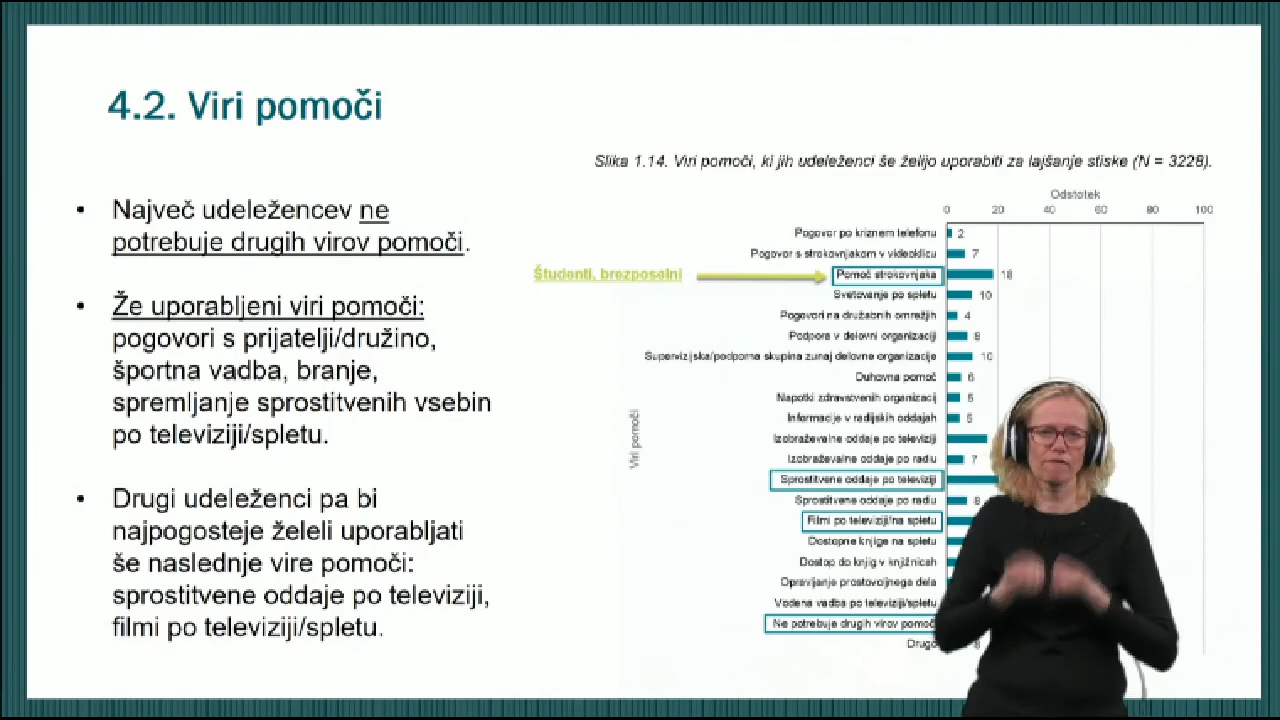 4.2. Viri pomoči
Slika 1.14. Viri pomoči, ki jih udeleženci še želijo uporabiti za lajšanje stiske (N = 3228).
• Največ udeležencev ne
potrebuje drugih virov pomoči.
• Že uporabljeni viri pomoči:
pogovori s prijatelji/družino,
športna vadba, branje,
spremljanje sprostitvenih vsebin
po televiziji/spletu.
• Drugi udeleženci pa bi
najpogosteje želeli uporabljati
še naslednje vire pomoči:
sprostitvene oddaje po televiziji,
filmi po televiziji/spletu.
Študenti, brezposelni
Odstotek
0 20 40 60 80 100
Viri pomoči
Pogovor po kriznem telefonu 2
Pogovor s strokovnjakom v videoklicu 7
Pomoč strokovnjaka 18
Svetovanje po spletu 10
Pogovori na družabnih omrežjih 4
Podpora v delovni organizaciji 8
Supervizijska/podporna skupina zunaj delovne organizacije 10
Duhovna pomoč 6
Napotki zdravstvenih organizacij 5
Informacije v radijskih oddajah 5
Izobraževalne oddaje po televiziji
Izobraževalne oddaje po radiu 7
Sprostitvene oddaje po televiziji
Sprostitvene oddaje po radiu 8
Filmi po televiziji/na spletu
Dostopne knjige na spletu
Dostop do knjig v knjižnicah
Opravljanje prostovoljnega dela
Vodena vadba po televiziji/spletu
Ne potrebuje drugih virov pomoč
Drugo